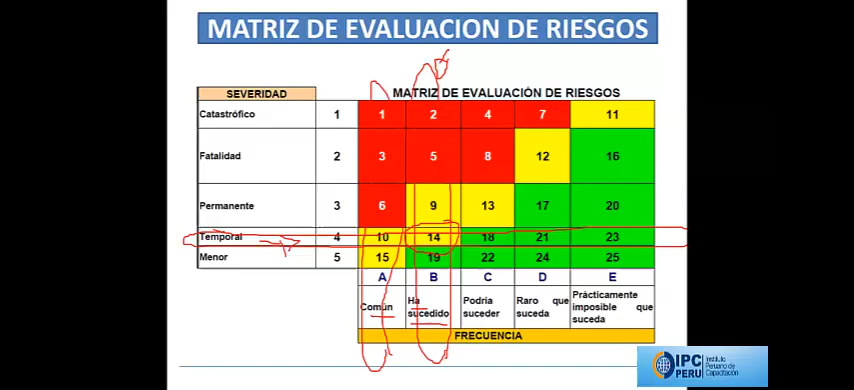 MATRIZ DE EVALUACION DE RIESGOS
SEVERIDAD MATRIZ DE EVALUACIÓN DE RIESGOS
Catastrófico 1 1 2 4 7 11
Fatalidad 2 3 5 8 12 16
Permanente 3 6 9 13 17 20
Temporal 4 10 14 18 21 23
Menor 5 15 19 22 24 25
A B C D E
Común
Ha
sucedido
Podria
suceder
Raro que
suceda
Prácticamente
imposible que
suceda
FRECUENCIA
IPC
PERU
Instituto
Peruano de
Capacitación